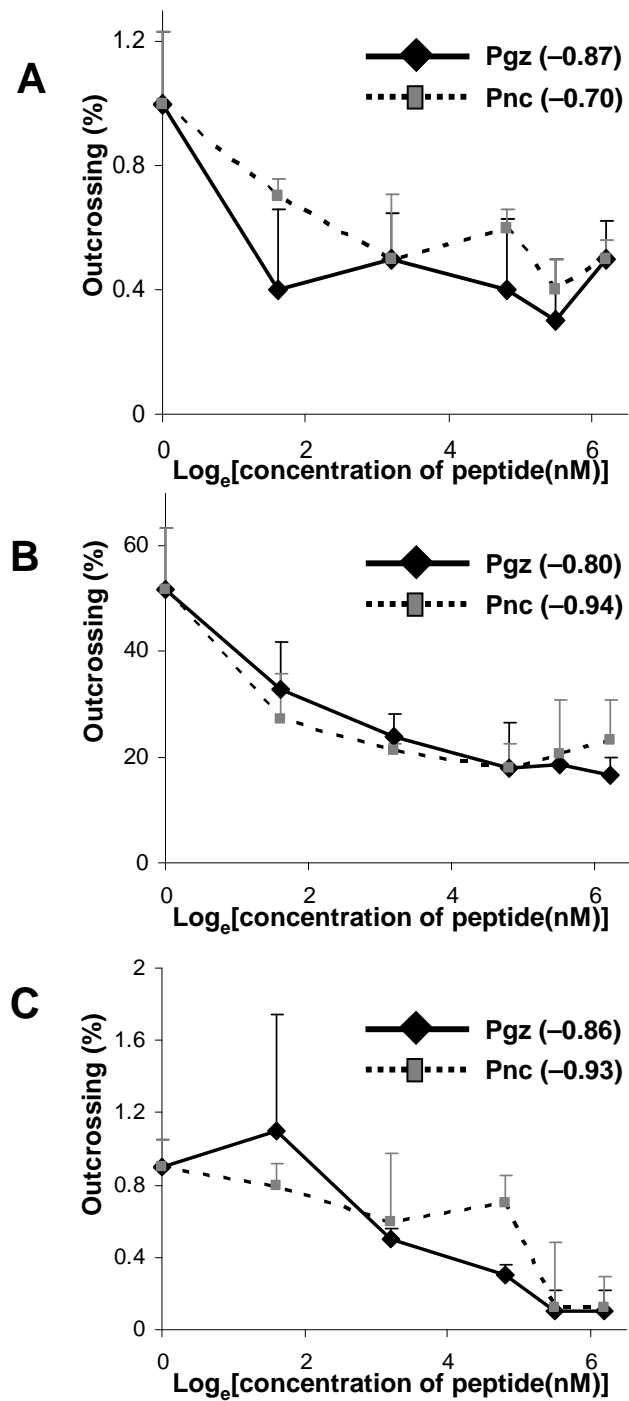 A
Outcrossing (%)
1.2
0.8
0.4
0
Pgz (–0.87)
Pnc (–0.70)
0 2 4 6
Logₑ[concentration of peptide(nM)]
B
Outcrossing (%)
60
40
20
0
Pgz (–0.80)
Pnc (–0.94)
0 2 4 6
Logₑ[concentration of peptide(nM)]
C
Outcrossing (%)
2
1.6
1.2
0.8
0.4
0
Pgz (–0.86)
Pnc (–0.93)
0 2 4 6
Logₑ[concentration of peptide(nM)]